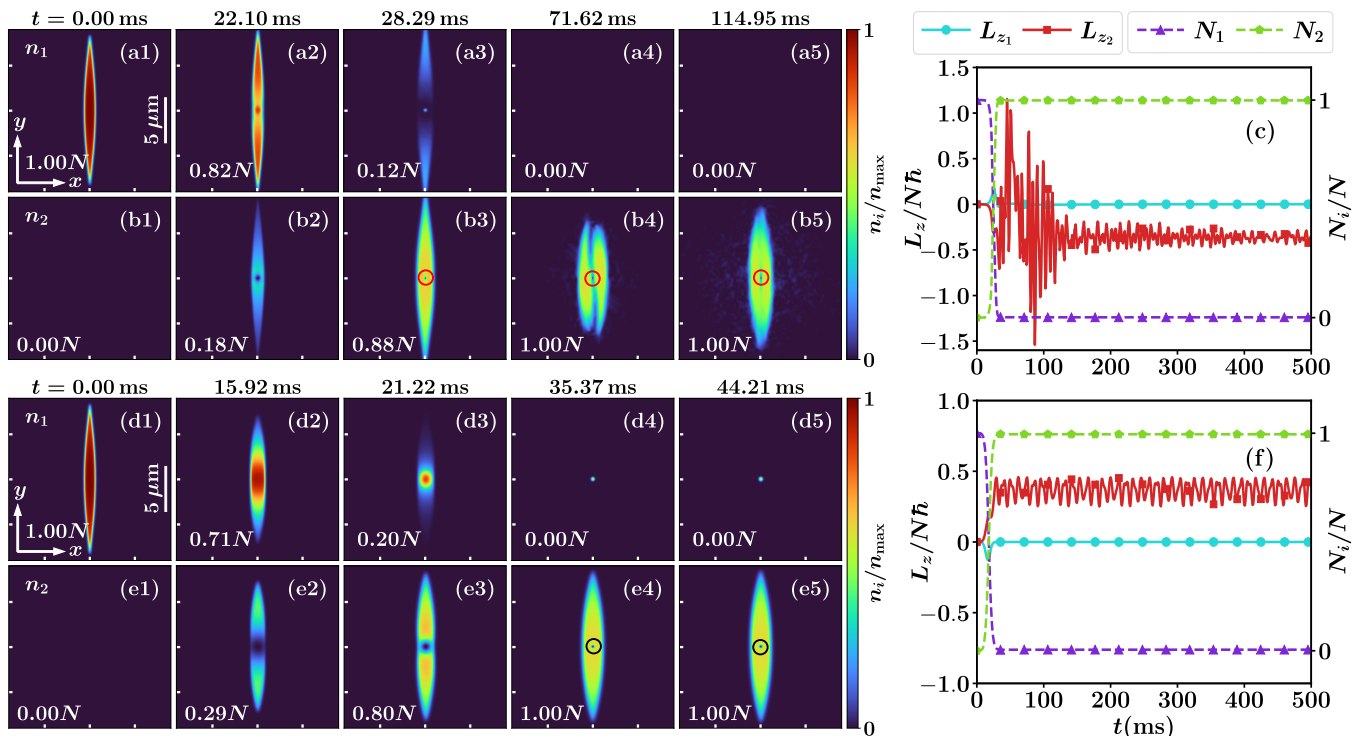 t = 0.00 ms 22.10 ms 28.29 ms 71.62 ms 114.95 ms
n₁ (a1) (a2) (a3) (a4) (a5)
y
x
5 μm
1.00N 0.82N 0.12N 0.00N 0.00N
n₂ (b1) (b2) (b3) (b4) (b5)
0.00N 0.18N 0.88N 1.00N 1.00N
1
nᵢ/nₘₐₓ
0
L_{z₁} L_{z₂} N₁ N₂
1.5
1.0
0.5
0
−0.5
−1.0
−1.5
L_z/Nħ
(c)
1
0
Nᵢ/N
0 100 200 300 400 500
t = 0.00 ms 15.92 ms 21.22 ms 35.37 ms 44.21 ms
n₁ (d1) (d2) (d3) (d4) (d5)
y
x
5 μm
1.00N 0.71N 0.20N 0.00N 0.00N
n₂ (e1) (e2) (e3) (e4) (e5)
0.00N 0.29N 0.80N 1.00N 1.00N
1
nᵢ/nₘₐₓ
0
1.0
0.5
0
−0.5
−1.0
L_z/Nħ
(f)
1
0
Nᵢ/N
0 100 200 300 400 500
t(ms)